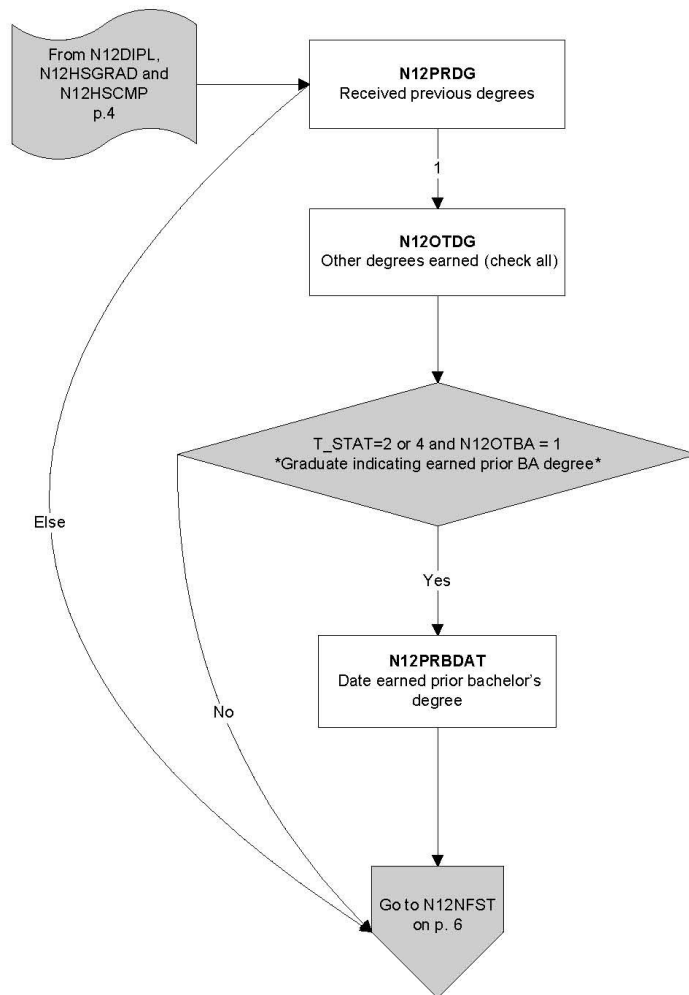 From N12DIPL,
N12HSGRAD and
N12HSCMP
p.4
N12PRDG
Received previous degrees
1
N12OTDG
Other degrees earned (check all)
T_STAT=2 or 4 and N12OTBA = 1
*Graduate indicating earned prior BA degree*
Else
Yes
N12PRBDAT
Date earned prior bachelor's
degree
No
Go to N12NFST
on p. 6